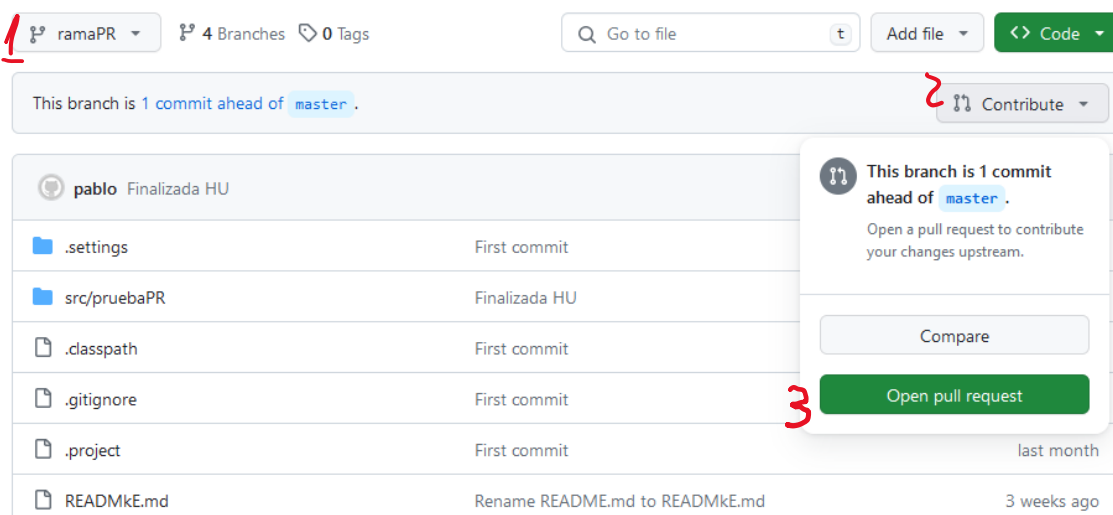 1 ramaPR 4 Branches 0 Tags Go to file t Add file Code
This branch is 1 commit ahead of master . 2 Contribute
This branch is 1 commit
ahead of master .
Open a pull request to contribute
your changes upstream.
Compare
3 Open pull request
pablo Finalizada HU
.settings First commit
src/pruebaPR Finalizada HU
.classpath First commit
.gitignore First commit
.project First commit last month
READMkE.md Rename README.md to READMkE.md 3 weeks ago